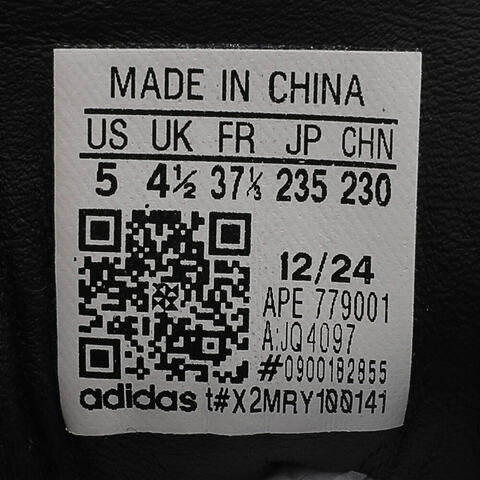 MADE IN CHINA
US UK FR JP CHN
5 4½ 37⅓ 235 230
12/24
APE 779001
A:JQ4097
#0900182855
adidas t#X2MRY100141